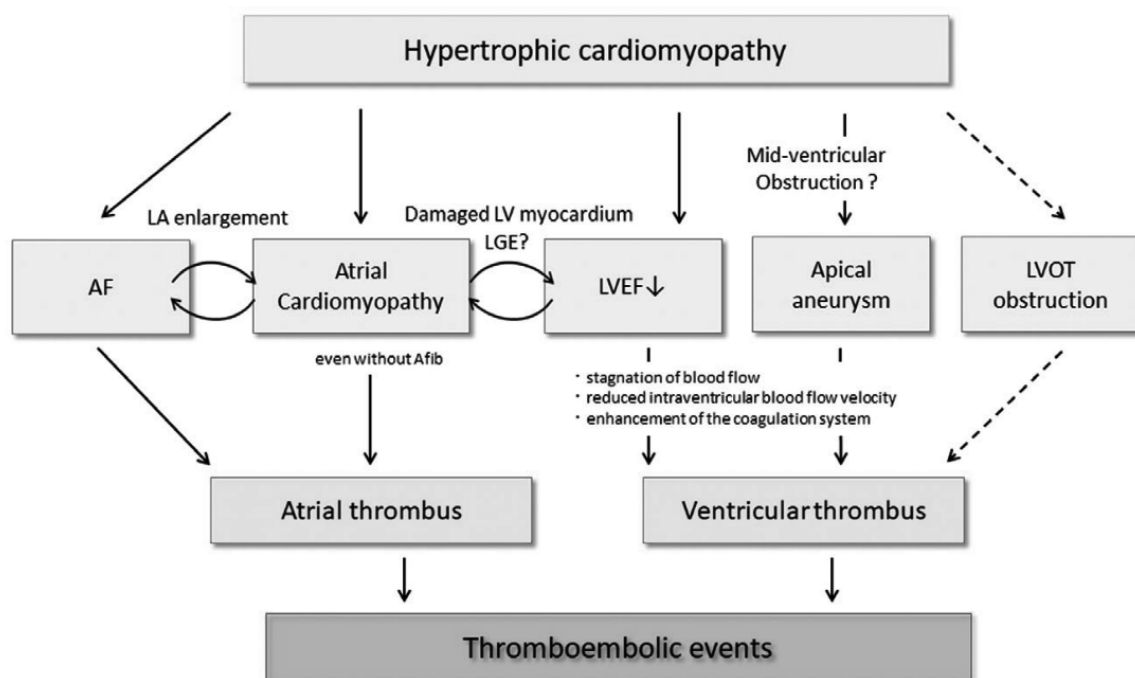 Hypertrophic cardiomyopathy
Mid-ventricular
Obstruction ?
LA enlargement
Damaged LV myocardium
LGE?
AF
Atrial
Cardiomyopathy
LVEF↓
Apical
aneurysm
LVOT
obstruction
even without Afib
・ stagnation of blood flow
・ reduced intraventricular blood flow velocity
・ enhancement of the coagulation system
Atrial thrombus
Ventricular thrombus
Thromboembolic events